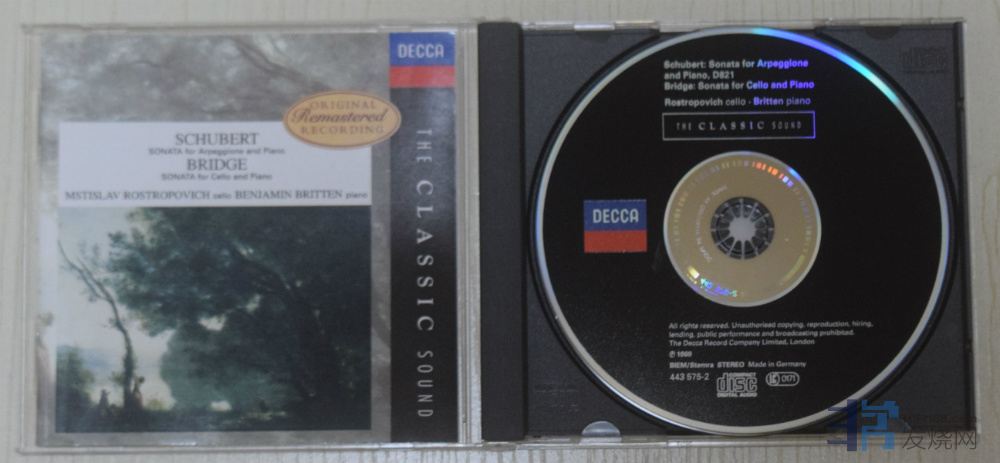 DECCA
ORIGINAL
Remastered
RECORDING
SCHUBERT
SONATA for Arpeggione and Piano
BRIDGE
SONATA for Cello and Piano
MSTISLAV ROSTROPOVICH cello BENJAMIN BRITTEN piano
THE CLASSIC SOUND
Schubert: Sonata for Arpeggione
and Piano, D821
Bridge: Sonata for Cello and Piano
Rostropovich cello · Britten piano
THE CLASSIC SOUND
DECCA
All rights reserved. Unauthorised copying, reproduction, hiring,
lending, public performance and broadcasting prohibited.
The Decca Record Company Limited, London
BIEM/Stemra STEREO Made in Germany
443 575-2
COMPACT
disc
DIGITAL AUDIO
0171
发烧网